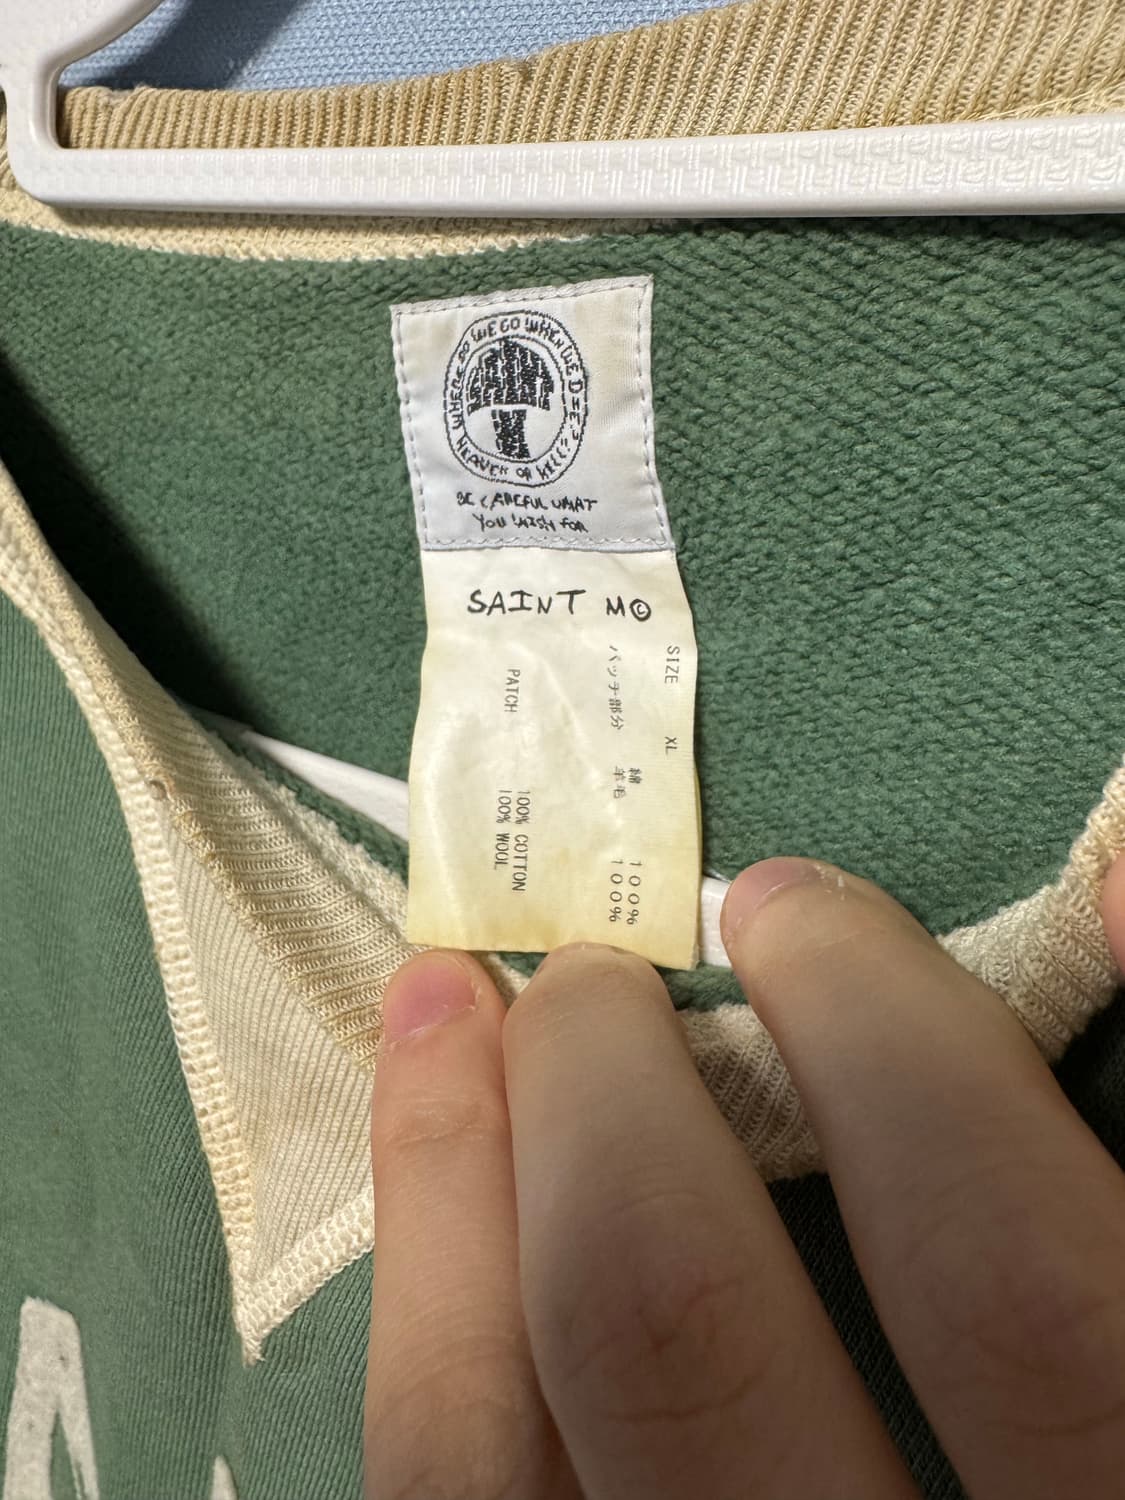 WHERE DO WE GO WHEN WE DIE?
HEAVEN OR HELL?
BE CAREFUL WHAT
YOU WISH FOR
SAINT M©
SIZE XL
パッチ部分 綿 100%
羊毛 100%
PATCH 100% COTTON
100% WOOL